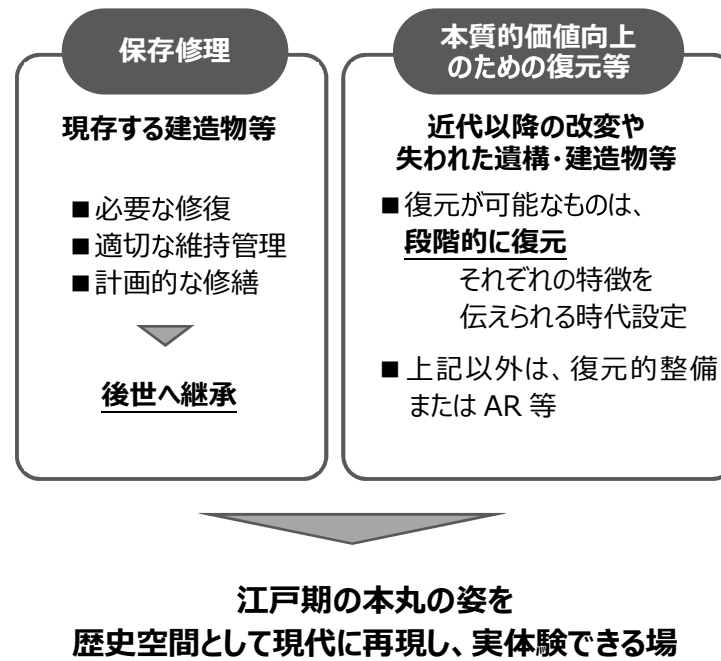 保存修理
現存する建造物等
■必要な修復
■適切な維持管理
■計画的な修繕
後世へ継承
本質的価値向上
のための復元等
近代以降の改変や
失われた遺構・建造物等
■復元が可能なものは、
段階的に復元
それぞれの特徴を
伝えられる時代設定
■上記以外は、復元的整備
または AR 等
江戸期の本丸の姿を
歴史空間として現代に再現し、実体験できる場